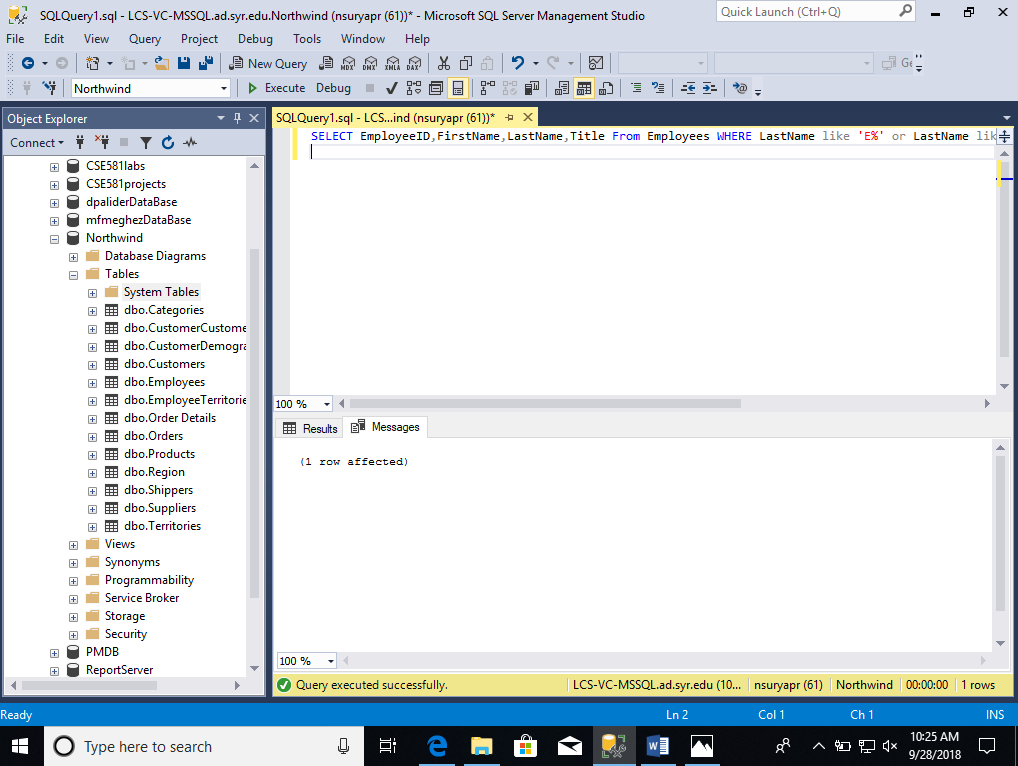 SQLQuery1.sql - LCS-VC-MSSQL.ad.syr.edu.Northwind (nsuryapr (61))* - Microsoft SQL Server Management Studio
Quick Launch (Ctrl+Q)
File Edit View Query Project Debug Tools Window Help
New Query MDX DMX XMLA DAX
Northwind Execute Debug
Object Explorer
Connect
CSE581labs
CSE581projects
dpaliderDataBase
mfmeghezDataBase
Northwind
Database Diagrams
Tables
System Tables
dbo.Categories
dbo.CustomerCustome
dbo.CustomerDemogra
dbo.Customers
dbo.Employees
dbo.EmployeeTerritorie
dbo.Order Details
dbo.Orders
dbo.Products
dbo.Region
dbo.Shippers
dbo.Suppliers
dbo.Territories
Views
Synonyms
Programmability
Service Broker
Storage
Security
PMDB
ReportServer
SQLQuery1.sql - LCS...ind (nsuryapr (61))*
SELECT EmployeeID,FirstName,LastName,Title From Employees WHERE LastName like 'E%' or LastName lik
100 %
Results Messages
(1 row affected)
100 %
Query executed successfully. LCS-VC-MSSQL.ad.syr.edu (10... nsuryapr (61) Northwind 00:00:00 1 rows
Ready Ln 2 Col 1 Ch 1 INS
Type here to search
10:25 AM
9/28/2018